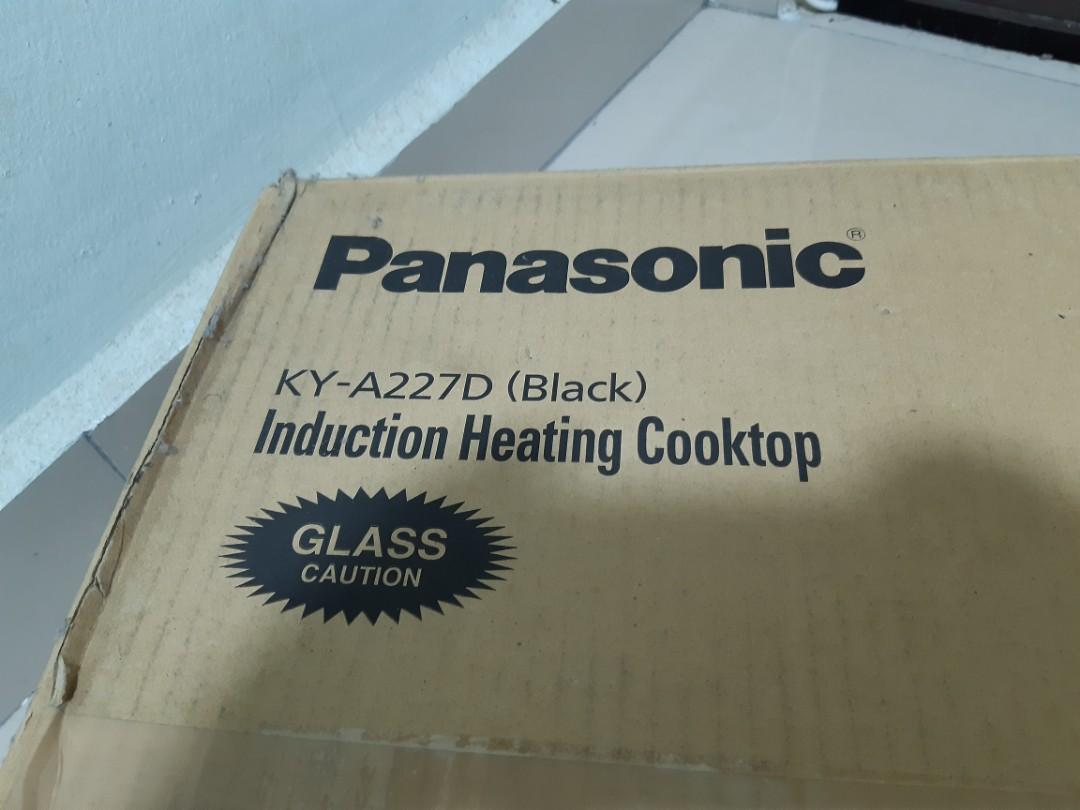 Panasonic®
KY-A227D (Black)
Induction Heating Cooktop
GLASS
CAUTION